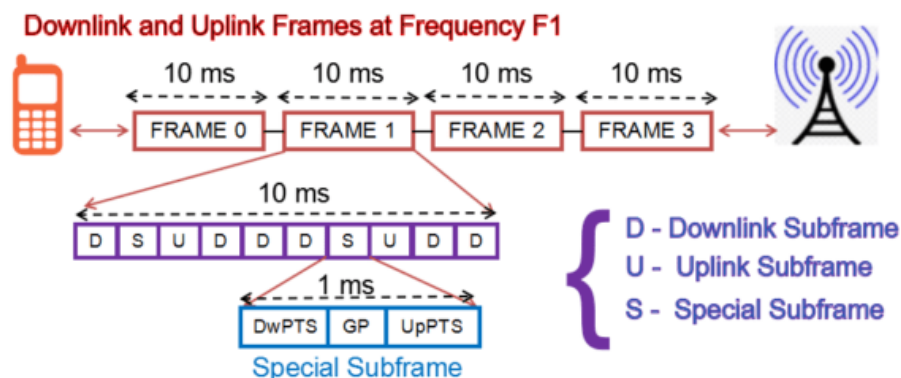 Downlink and Uplink Frames at Frequency F1
10 ms 10 ms 10 ms 10 ms
FRAME 0 FRAME 1 FRAME 2 FRAME 3
10 ms
D S U D D D S U D D
D - Downlink Subframe
U - Uplink Subframe
S - Special Subframe
1 ms
DwPTS GP UpPTS
Special Subframe